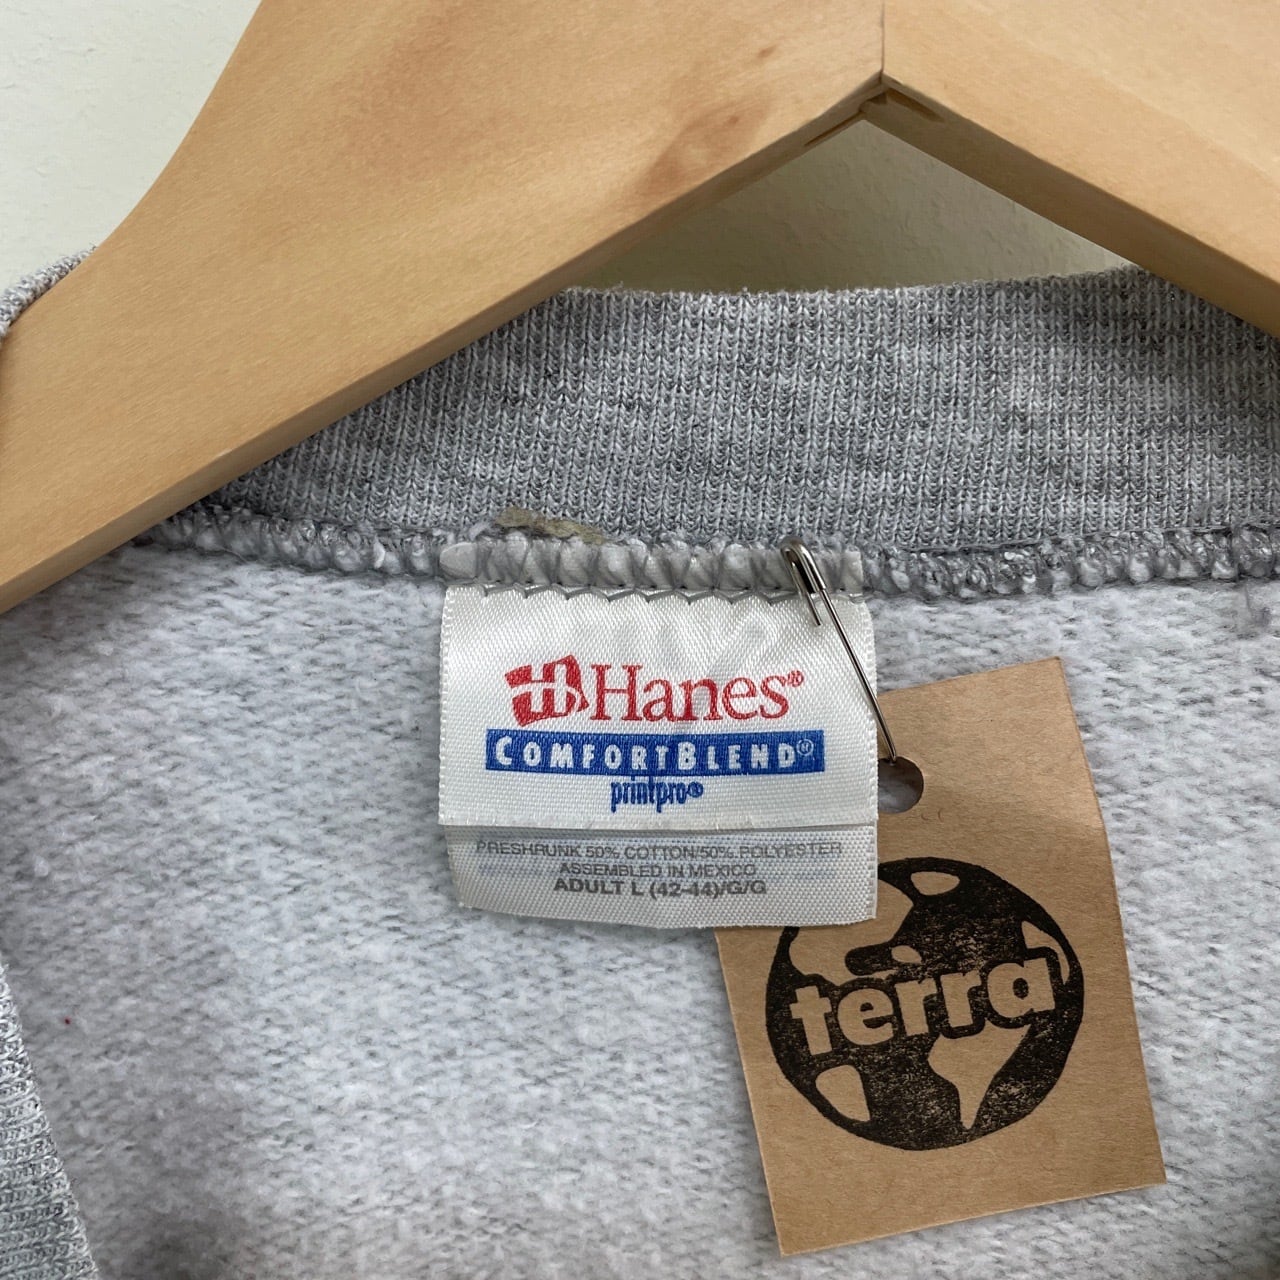 Hanes®
COMFORTBLEND®
printpro®
PRESHRUNK 50% COTTON/50% POLYESTER
ASSEMBLED IN MEXICO
ADULT L (42-44)/G/G
terra